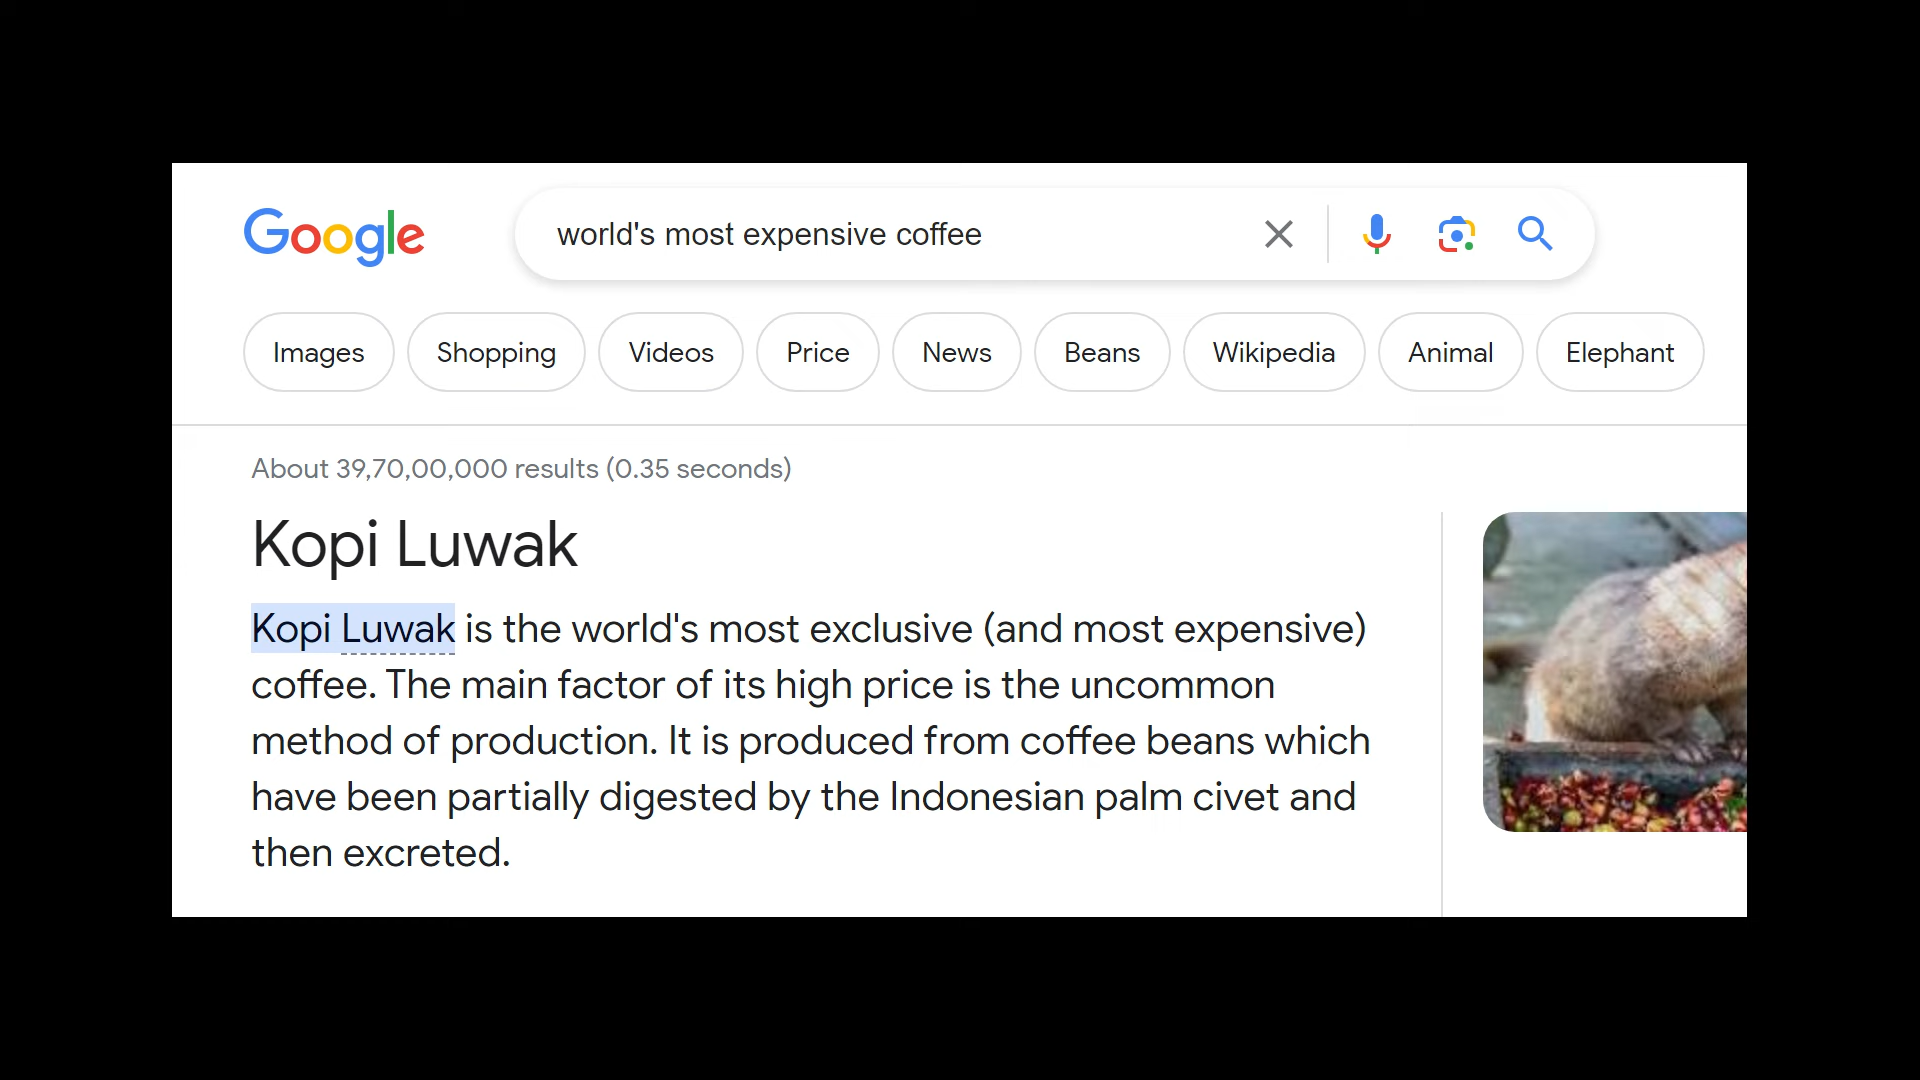 Google
world's most expensive coffee
Images Shopping Videos Price News Beans Wikipedia Animal Elephant
About 39,70,00,000 results (0.35 seconds)
Kopi Luwak
Kopi Luwak is the world's most exclusive (and most expensive)
coffee. The main factor of its high price is the uncommon
method of production. It is produced from coffee beans which
have been partially digested by the Indonesian palm civet and
then excreted.